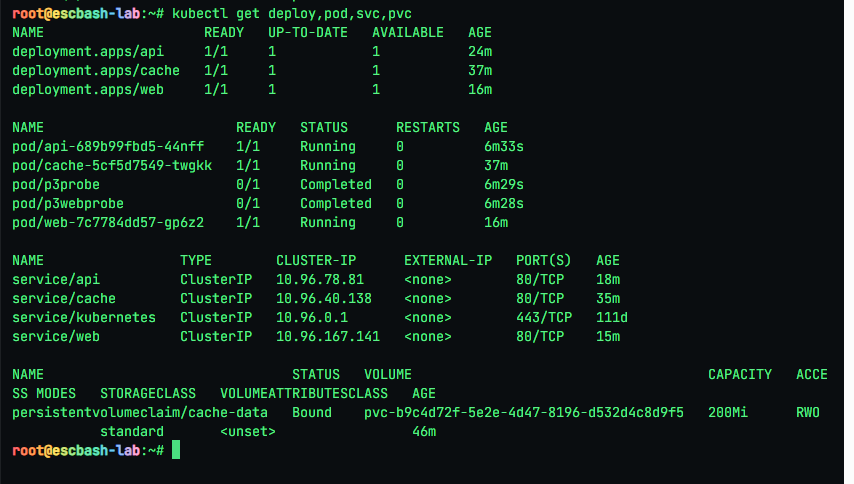 root@escbash-lab:~# kubectl get deploy,pod,svc,pvc
NAME READY UP-TO-DATE AVAILABLE AGE
deployment.apps/api 1/1 1 1 24m
deployment.apps/cache 1/1 1 1 37m
deployment.apps/web 1/1 1 1 16m
NAME READY STATUS RESTARTS AGE
pod/api-689b99fbd5-44nff 1/1 Running 0 6m33s
pod/cache-5cf5d7549-twgkk 1/1 Running 0 37m
pod/p3probe 0/1 Completed 0 6m29s
pod/p3webprobe 0/1 Completed 0 6m28s
pod/web-7c7784dd57-gp6z2 1/1 Running 0 16m
NAME TYPE CLUSTER-IP EXTERNAL-IP PORT(S) AGE
service/api ClusterIP 10.96.78.81 <none> 80/TCP 18m
service/cache ClusterIP 10.96.40.138 <none> 80/TCP 35m
service/kubernetes ClusterIP 10.96.0.1 <none> 443/TCP 111d
service/web ClusterIP 10.96.167.141 <none> 80/TCP 15m
NAME STATUS VOLUME CAPACITY ACCE
SS MODES STORAGECLASS VOLUMEATTRIBUTESCLASS AGE
persistentvolumeclaim/cache-data Bound pvc-b9c4d72f-5e2e-4d47-8196-d532d4c8d9f5 200Mi RWO
standard <unset> 46m
root@escbash-lab:~#